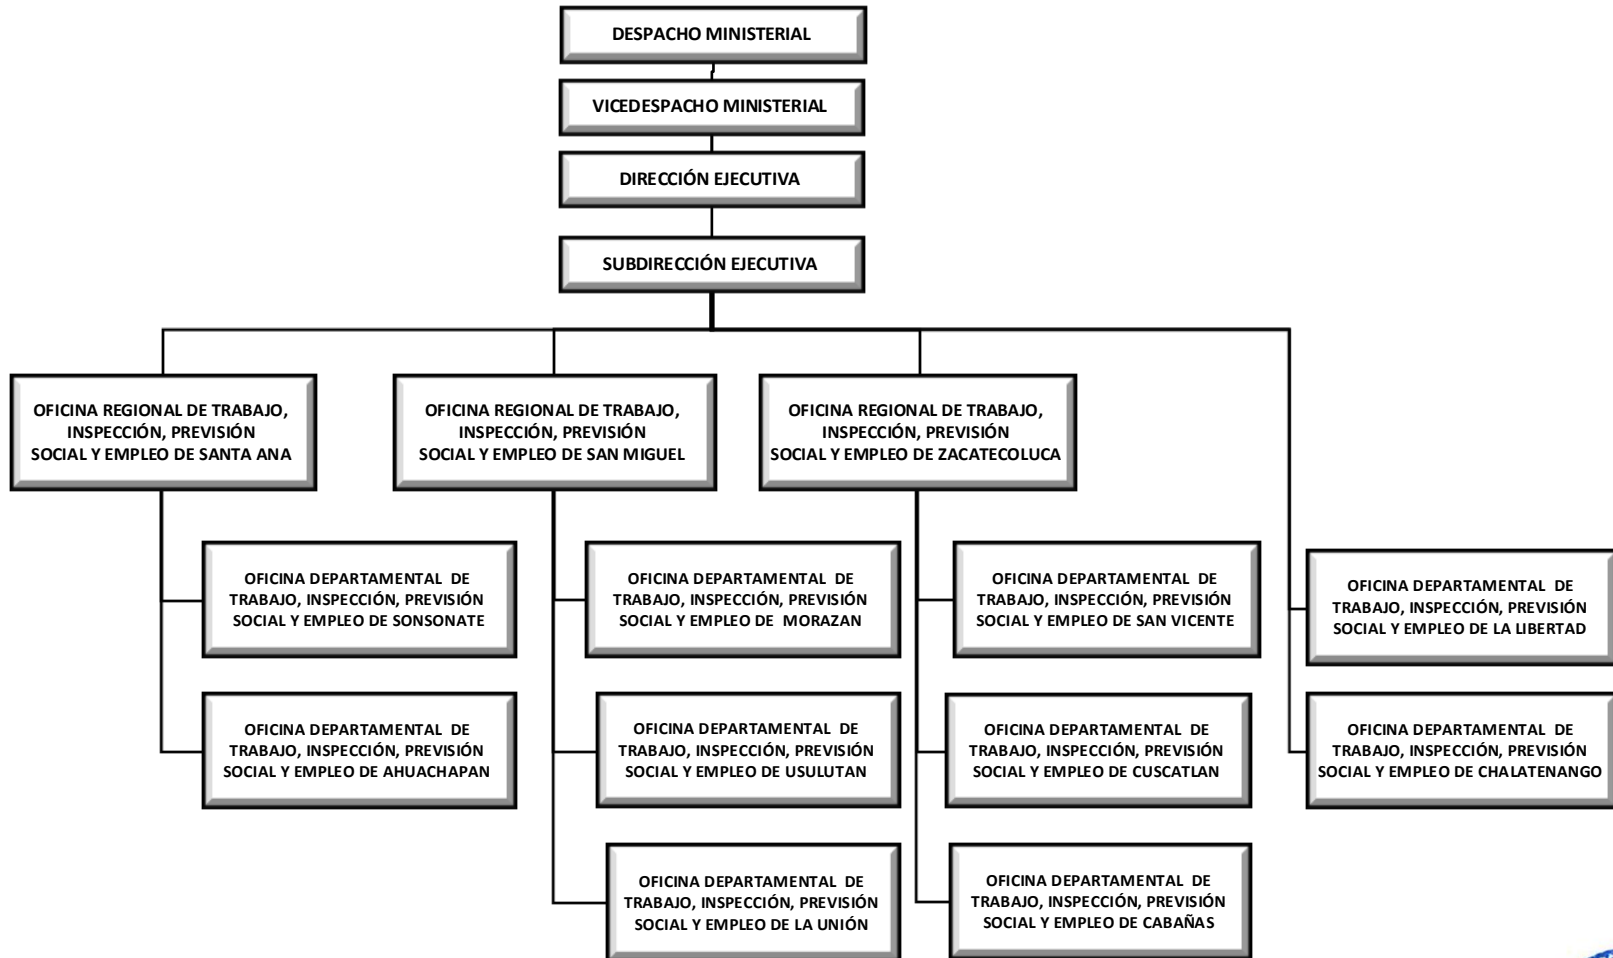 DESPACHO MINISTERIAL
VICEDESPACHO MINISTERIAL
DIRECCIÓN EJECUTIVA
SUBDIRECCIÓN EJECUTIVA
OFICINA REGIONAL DE TRABAJO,
INSPECCIÓN, PREVISIÓN
SOCIAL Y EMPLEO DE SANTA ANA
OFICINA REGIONAL DE TRABAJO,
INSPECCIÓN, PREVISIÓN
SOCIAL Y EMPLEO DE SAN MIGUEL
OFICINA REGIONAL DE TRABAJO,
INSPECCIÓN, PREVISIÓN
SOCIAL Y EMPLEO DE ZACATECOLUCA
OFICINA DEPARTAMENTAL DE
TRABAJO, INSPECCIÓN, PREVISIÓN
SOCIAL Y EMPLEO DE SONSONATE
OFICINA DEPARTAMENTAL DE
TRABAJO, INSPECCIÓN, PREVISIÓN
SOCIAL Y EMPLEO DE MORAZAN
OFICINA DEPARTAMENTAL DE
TRABAJO, INSPECCIÓN, PREVISIÓN
SOCIAL Y EMPLEO DE SAN VICENTE
OFICINA DEPARTAMENTAL DE
TRABAJO, INSPECCIÓN, PREVISIÓN
SOCIAL Y EMPLEO DE LA LIBERTAD
OFICINA DEPARTAMENTAL DE
TRABAJO, INSPECCIÓN, PREVISIÓN
SOCIAL Y EMPLEO DE AHUACHAPAN
OFICINA DEPARTAMENTAL DE
TRABAJO, INSPECCIÓN, PREVISIÓN
SOCIAL Y EMPLEO DE USULUTAN
OFICINA DEPARTAMENTAL DE
TRABAJO, INSPECCIÓN, PREVISIÓN
SOCIAL Y EMPLEO DE CUSCATLAN
OFICINA DEPARTAMENTAL DE
TRABAJO, INSPECCIÓN, PREVISIÓN
SOCIAL Y EMPLEO DE CHALATENANGO
OFICINA DEPARTAMENTAL DE
TRABAJO, INSPECCIÓN, PREVISIÓN
SOCIAL Y EMPLEO DE LA UNIÓN
OFICINA DEPARTAMENTAL DE
TRABAJO, INSPECCIÓN, PREVISIÓN
SOCIAL Y EMPLEO DE CABAÑAS